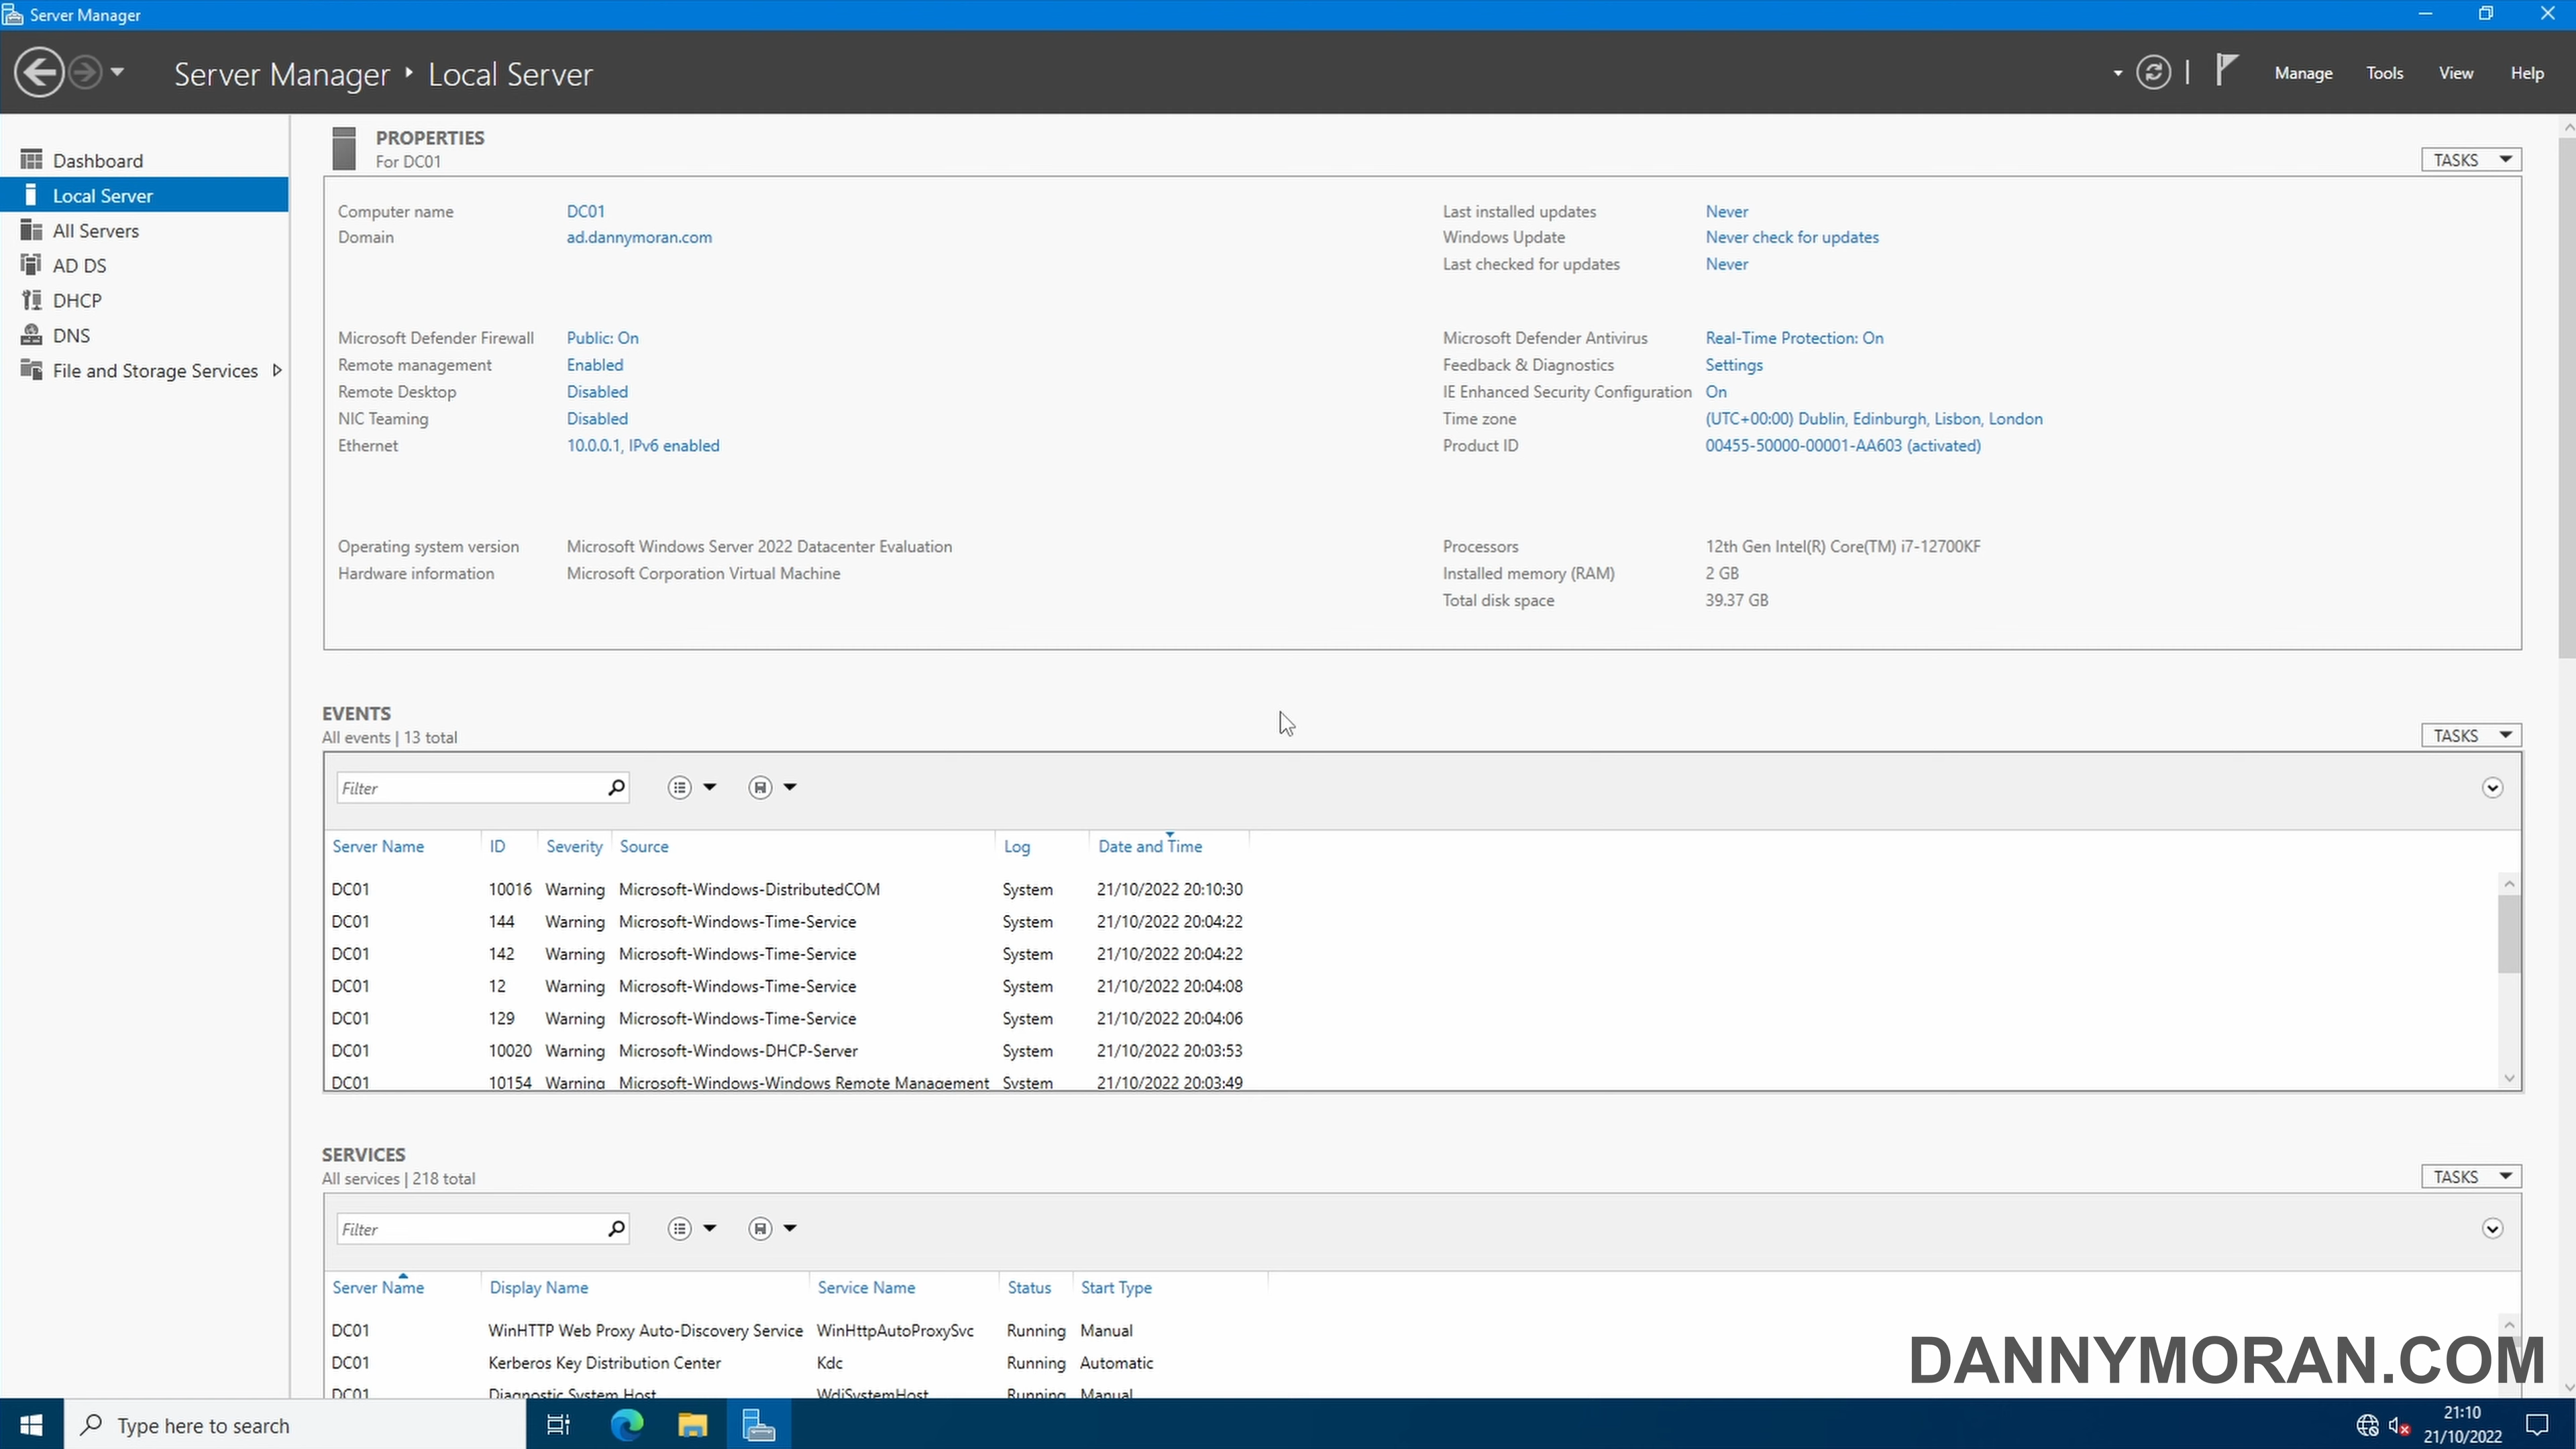 Server Manager
Server Manager ‣ Local Server
Manage Tools View Help
Dashboard
Local Server
All Servers
AD DS
DHCP
DNS
File and Storage Services
PROPERTIES
For DC01
TASKS
Computer name DC01
Domain ad.dannymoran.com
Last installed updates Never
Windows Update Never check for updates
Last checked for updates Never
Microsoft Defender Firewall Public: On
Remote management Enabled
Remote Desktop Disabled
NIC Teaming Disabled
Ethernet 10.0.0.1, IPv6 enabled
Microsoft Defender Antivirus Real-Time Protection: On
Feedback & Diagnostics Settings
IE Enhanced Security Configuration On
Time zone (UTC+00:00) Dublin, Edinburgh, Lisbon, London
Product ID 00455-50000-00001-AA603 (activated)
Operating system version Microsoft Windows Server 2022 Datacenter Evaluation
Hardware information Microsoft Corporation Virtual Machine
Processors 12th Gen Intel(R) Core(TM) i7-12700KF
Installed memory (RAM) 2 GB
Total disk space 39.37 GB
EVENTS
All events | 13 total
TASKS
Filter
Server Name ID Severity Source Log Date and Time
DC01 10016 Warning Microsoft-Windows-DistributedCOM System 21/10/2022 20:10:30
DC01 144 Warning Microsoft-Windows-Time-Service System 21/10/2022 20:04:22
DC01 142 Warning Microsoft-Windows-Time-Service System 21/10/2022 20:04:22
DC01 12 Warning Microsoft-Windows-Time-Service System 21/10/2022 20:04:08
DC01 129 Warning Microsoft-Windows-Time-Service System 21/10/2022 20:04:06
DC01 10020 Warning Microsoft-Windows-DHCP-Server System 21/10/2022 20:03:53
DC01 10154 Warning Microsoft-Windows-Windows Remote Management System 21/10/2022 20:03:49
SERVICES
All services | 218 total
TASKS
Filter
Server Name Display Name Service Name Status Start Type
DC01 WinHTTP Web Proxy Auto-Discovery Service WinHttpAutoProxySvc Running Manual
DC01 Kerberos Key Distribution Center Kdc Running Automatic
DC01 Diagnostic System Host WdiSystemHost Running Manual
DANNYMORAN.COM
Type here to search
21:10
21/10/2022